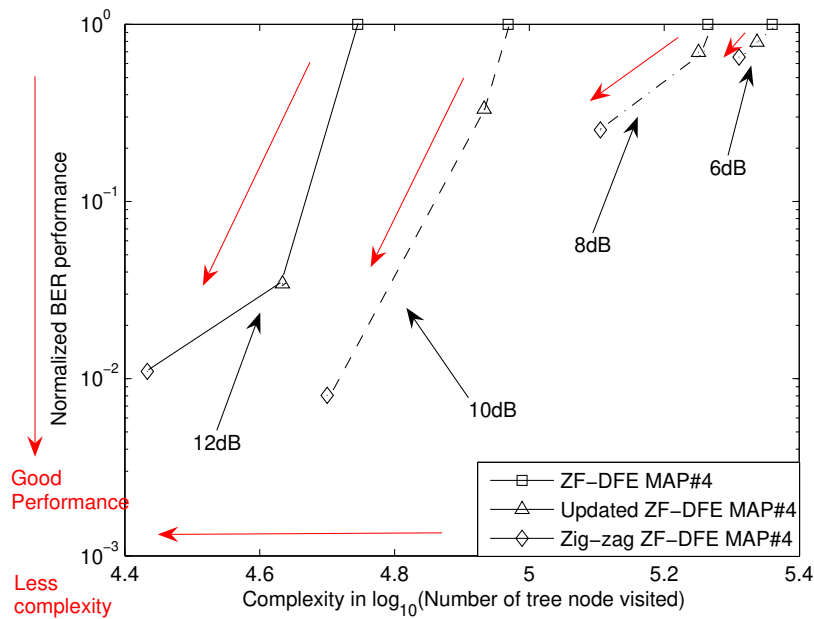 10^0
10^−1
10^−2
10^−3
Normalized BER performance
Good
Performance
Less
complexity
6dB
8dB
10dB
12dB
ZF−DFE MAP#4
Updated ZF−DFE MAP#4
Zig−zag ZF−DFE MAP#4
4.4 4.6 4.8 5 5.2 5.4
Complexity in log_10(Number of tree node visited)